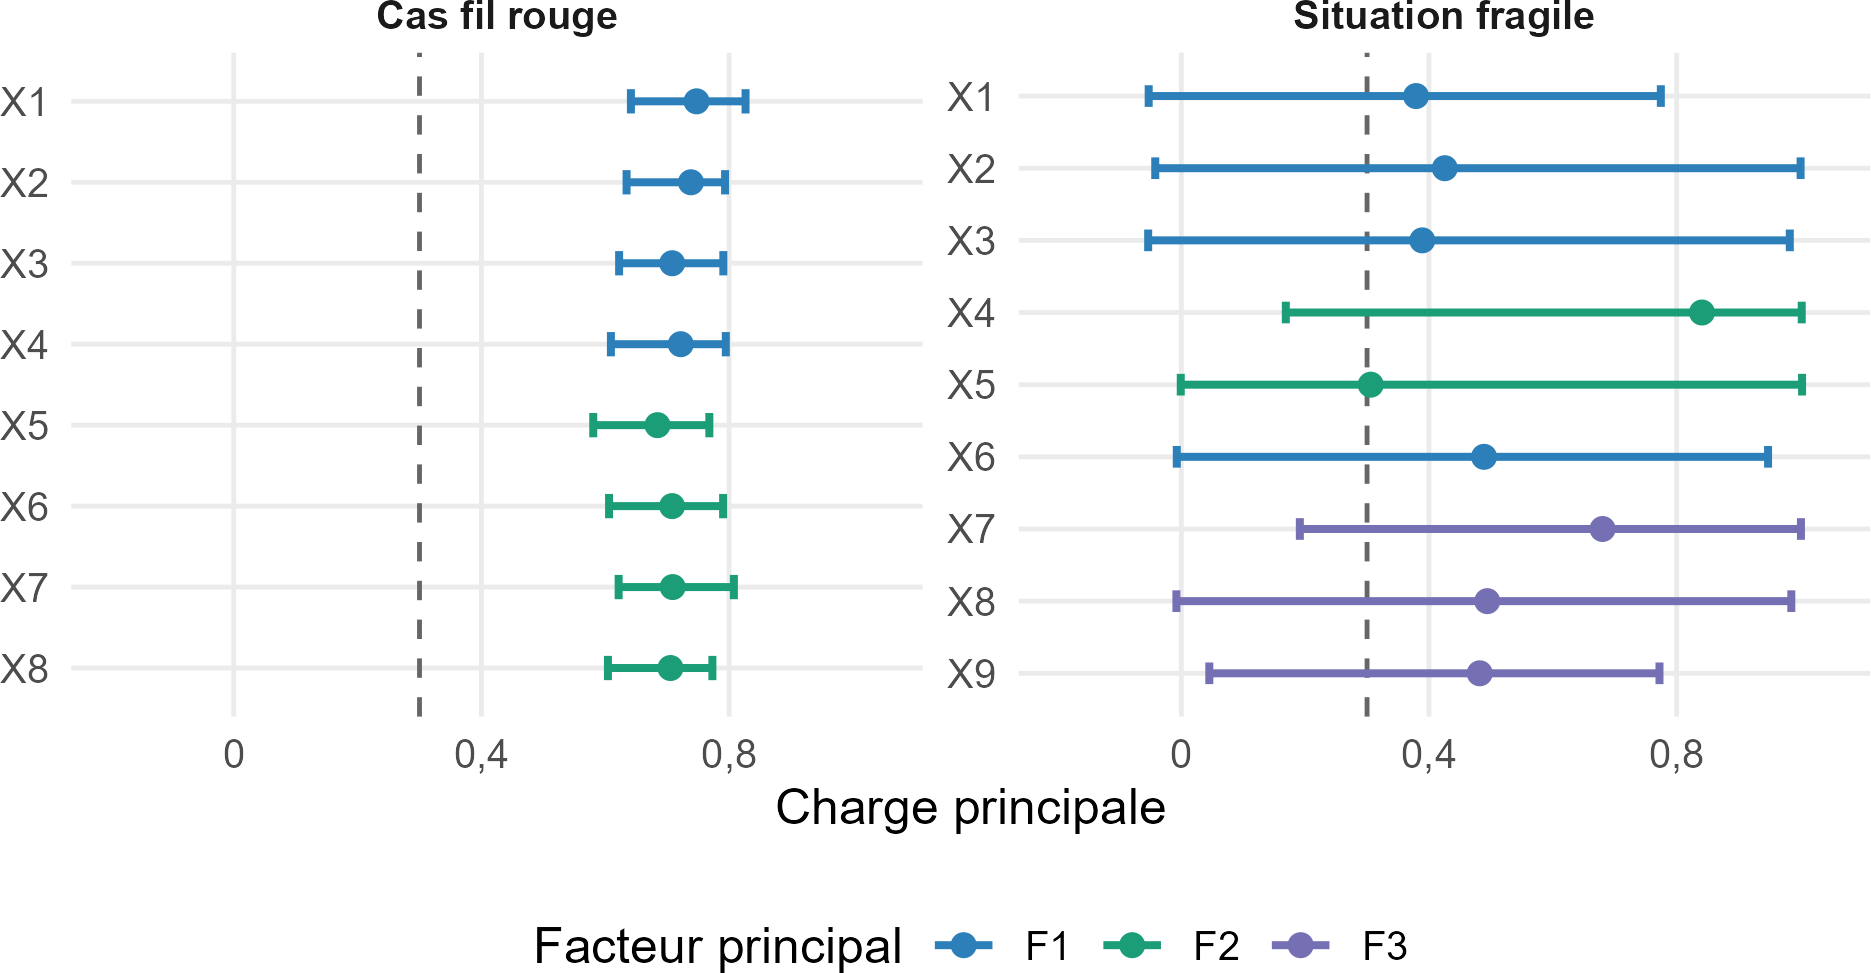 Cas fil rouge
X1
X2
X3
X4
X5
X6
X7
X8
0 0,4 0,8
Situation fragile
X1
X2
X3
X4
X5
X6
X7
X8
X9
0 0,4 0,8
Charge principale
Facteur principal F1 F2 F3